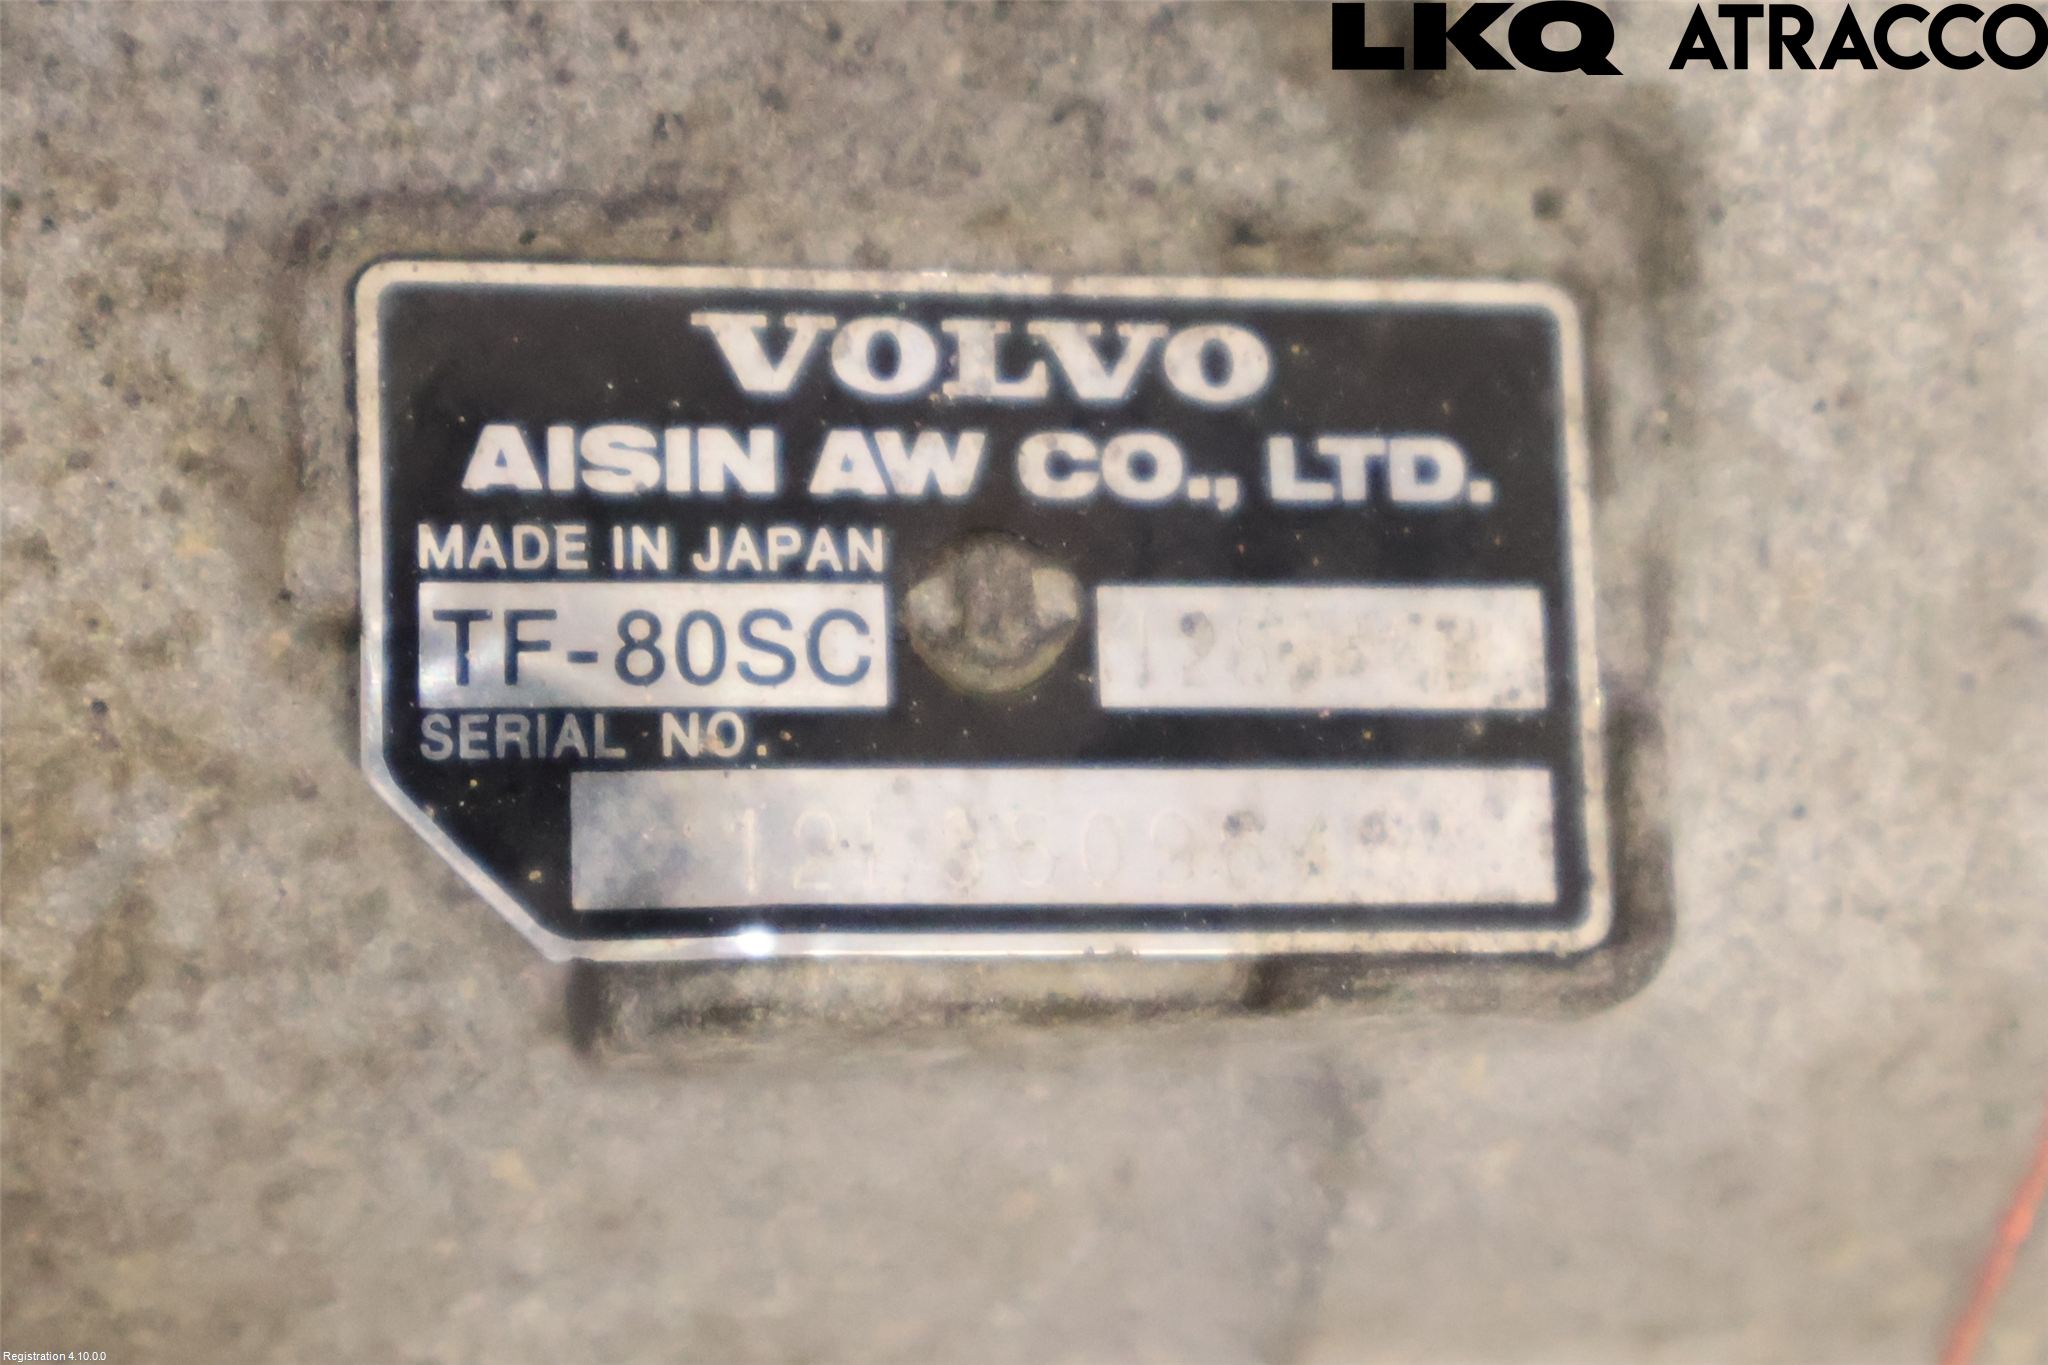 LKQ ATRACCO
VOLVO
AISIN AW CO., LTD.
MADE IN JAPAN
TF-80SC
SERIAL NO.
Registration 4.10.0.0